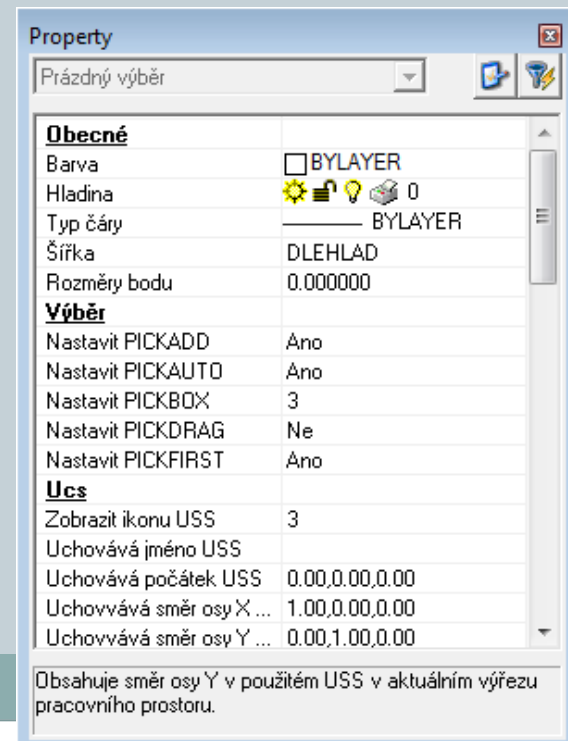 Property
Prázdný výběr
Obecné
Barva BYLAYER
Hladina 0
Typ čáry BYLAYER
Šířka DLEHLAD
Rozměry bodu 0.000000
Výběr
Nastavit PICKADD Ano
Nastavit PICKAUTO Ano
Nastavit PICKBOX 3
Nastavit PICKDRAG Ne
Nastavit PICKFIRST Ano
Ucs
Zobrazit ikonu USS 3
Uchovává jméno USS
Uchovává počátek USS 0.00,0.00,0.00
Uchovvává směr osy X ... 1.00,0.00,0.00
Uchovvává směr osy Y ... 0.00,1.00,0.00
Obsahuje směr osy Y v použitém USS v aktuálním výřezu
pracovního prostoru.